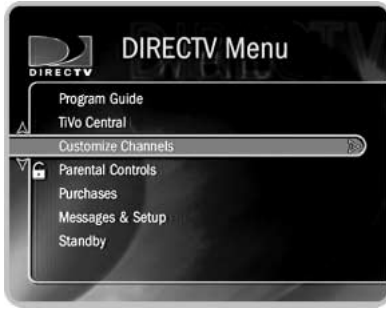 DIRECTV Menu
DIRECTV
Program Guide
TiVo Central
Customize Channels
Parental Controls
Purchases
Messages & Setup
Standby